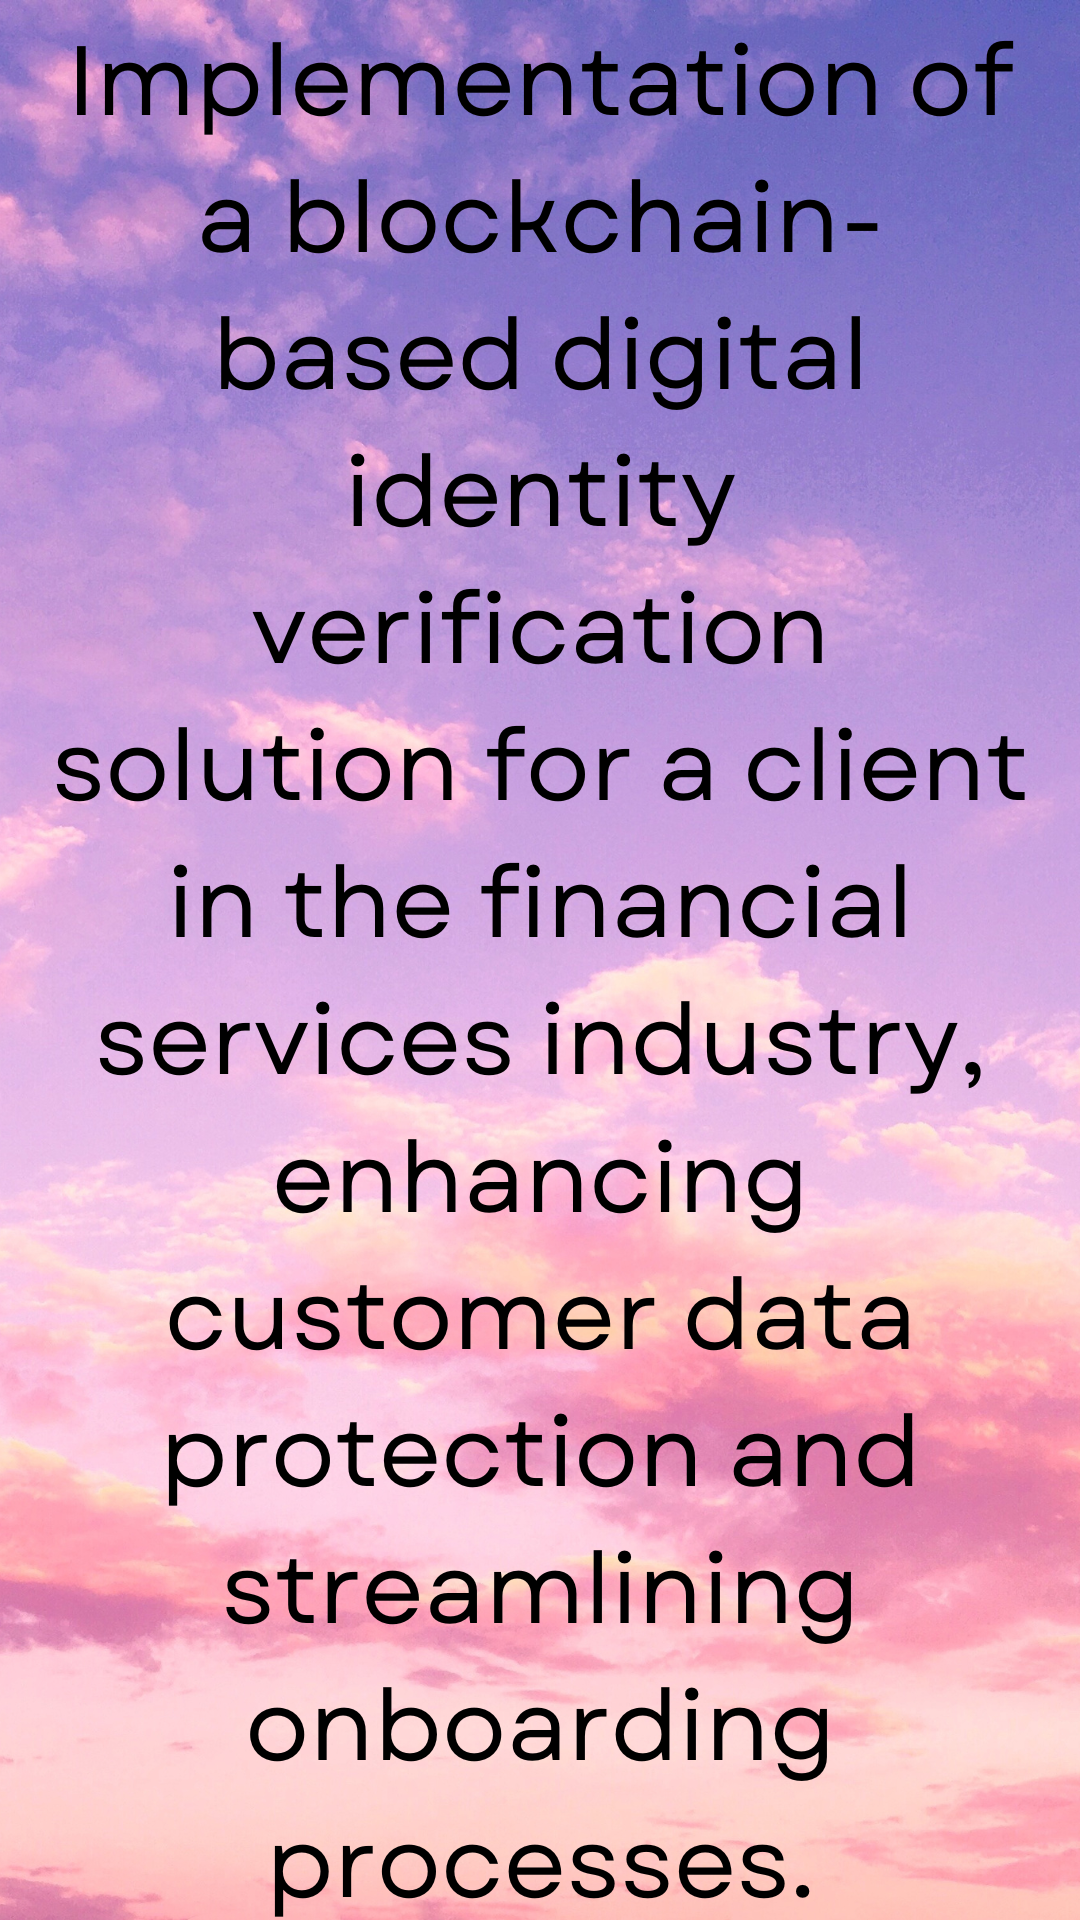 Implementation of
a blockchain-
based digital
identity
verification
solution for a client
in the financial
services industry,
enhancing
customer data
protection and
streamlining
onboarding
processes.